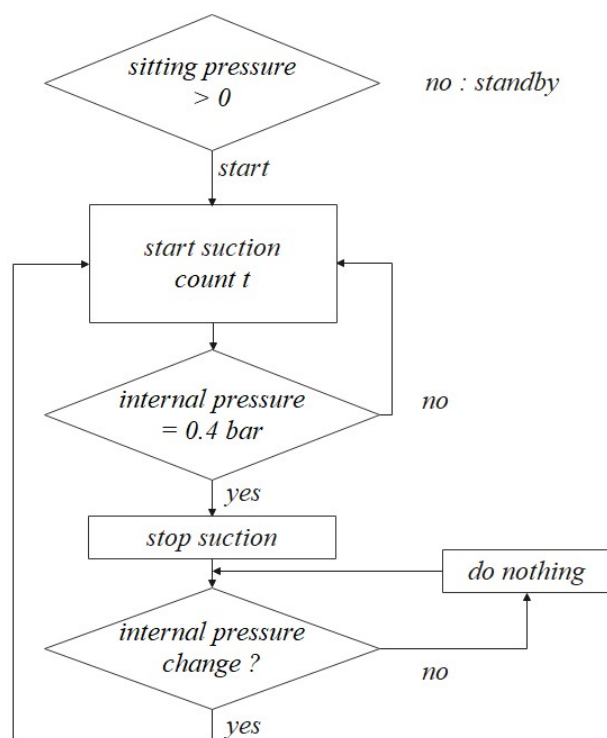 sitting pressure
> 0
no : standby
start
start suction
count t
internal pressure
= 0.4 bar
no
yes
stop suction
do nothing
internal pressure
change ?
no
yes